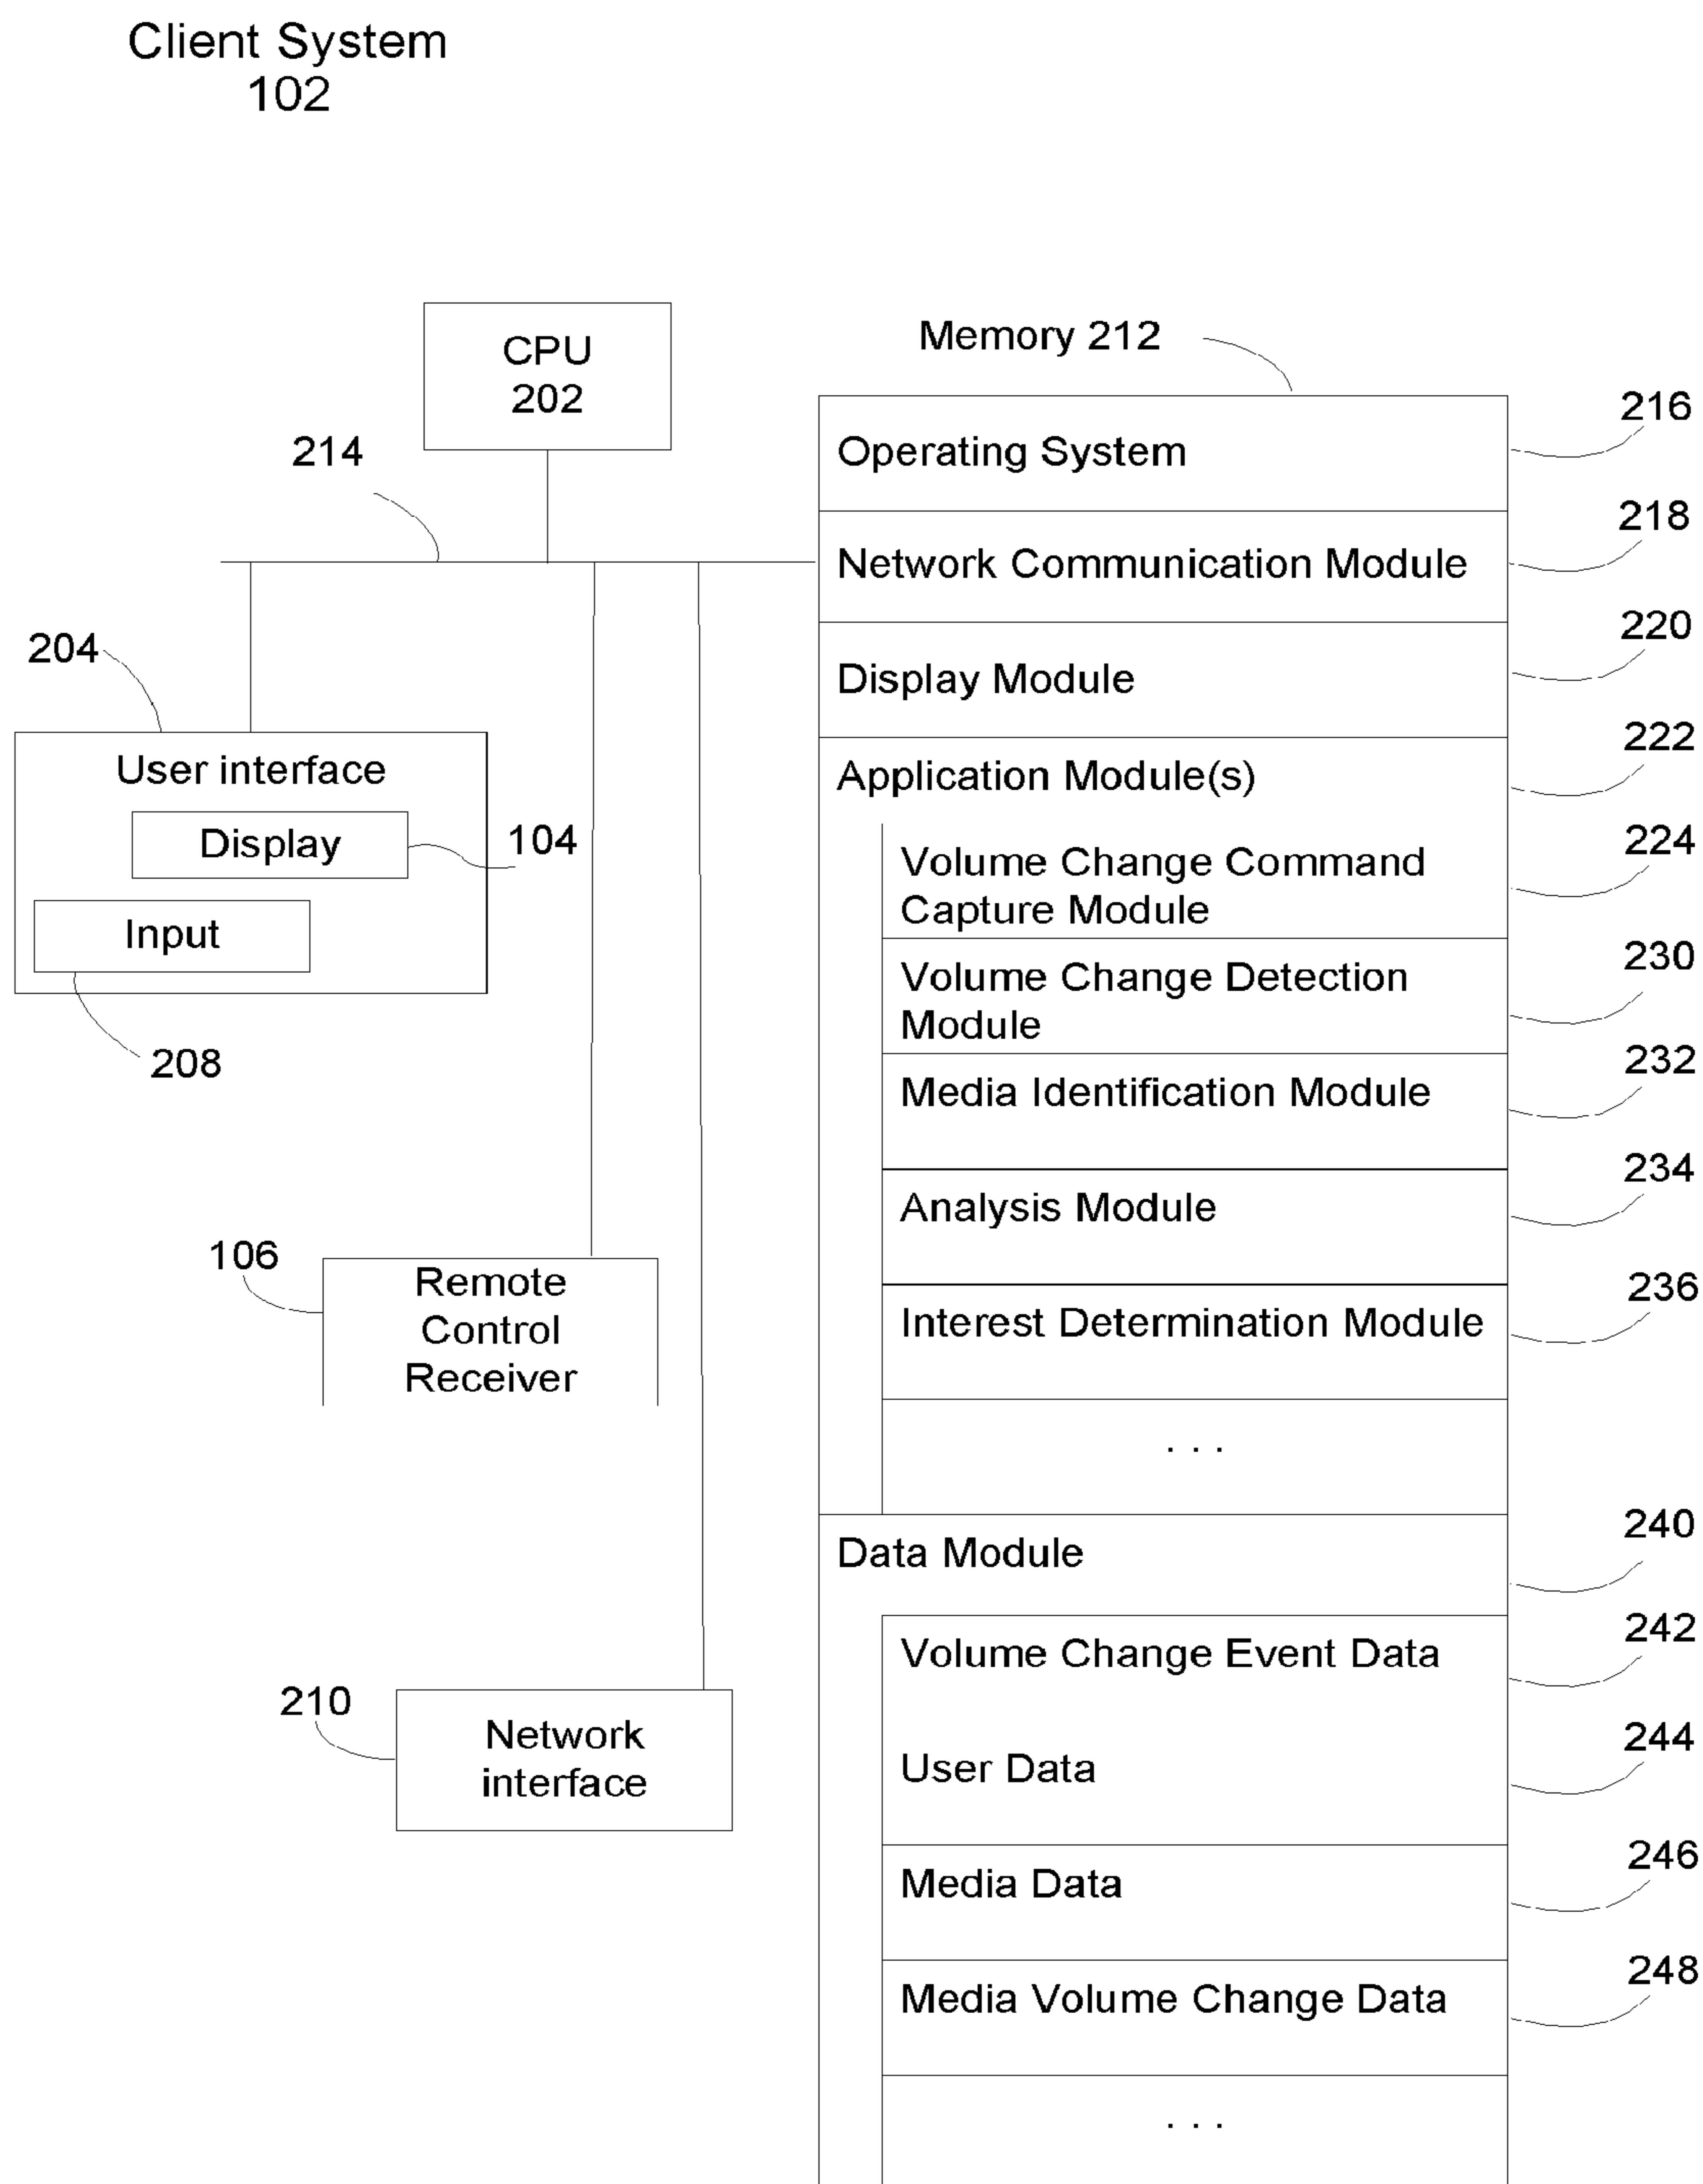 Client System
102
CPU
202
214
204
User interface
Display
104
Input
208
106
Remote
Control
Receiver
210
Network
interface
Memory 212
Operating System
216
Network Communication Module
218
Display Module
220
Application Module(s)
222
Volume Change Command
Capture Module
224
Volume Change Detection
Module
230
Media Identification Module
232
Analysis Module
234
Interest Determination Module
236
. . .
Data Module
240
Volume Change Event Data
242
User Data
244
Media Data
246
Media Volume Change Data
248
. . .